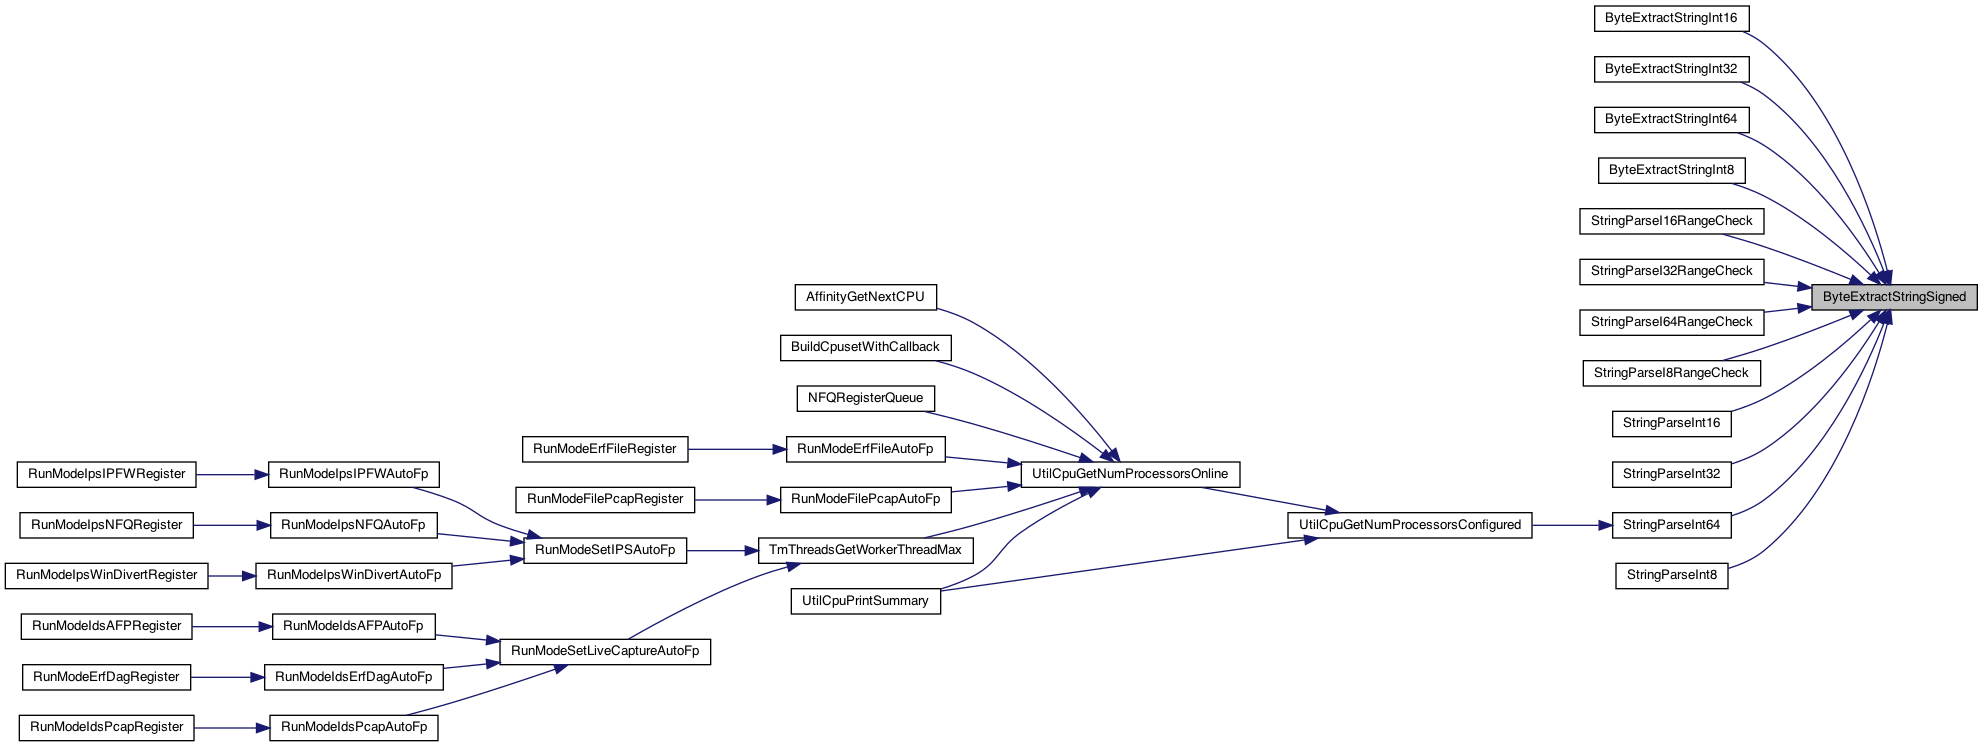 ByteExtractStringInt16
ByteExtractStringInt32
ByteExtractStringInt64
ByteExtractStringInt8
StringParseI16RangeCheck
StringParseI32RangeCheck
AffinityGetNextCPU
ByteExtractStringSigned
StringParseI64RangeCheck
BuildCpusetWithCallback
StringParseI8RangeCheck
NFQRegisterQueue
StringParseInt16
RunModeErfFileRegister
RunModeErfFileAutoFp
RunModeIpsIPFWRegister
RunModeIpsIPFWAutoFp
UtilCpuGetNumProcessorsOnline
StringParseInt32
RunModeFilePcapRegister
RunModeFilePcapAutoFp
RunModeIpsNFQRegister
RunModeIpsNFQAutoFp
UtilCpuGetNumProcessorsConfigured
StringParseInt64
RunModeSetIPSAutoFp
TmThreadsGetWorkerThreadMax
RunModeIpsWinDivertRegister
RunModeIpsWinDivertAutoFp
StringParseInt8
UtilCpuPrintSummary
RunModeIdsAFPRegister
RunModeIdsAFPAutoFp
RunModeSetLiveCaptureAutoFp
RunModeErfDagRegister
RunModeIdsErfDagAutoFp
RunModeIdsPcapRegister
RunModeIdsPcapAutoFp